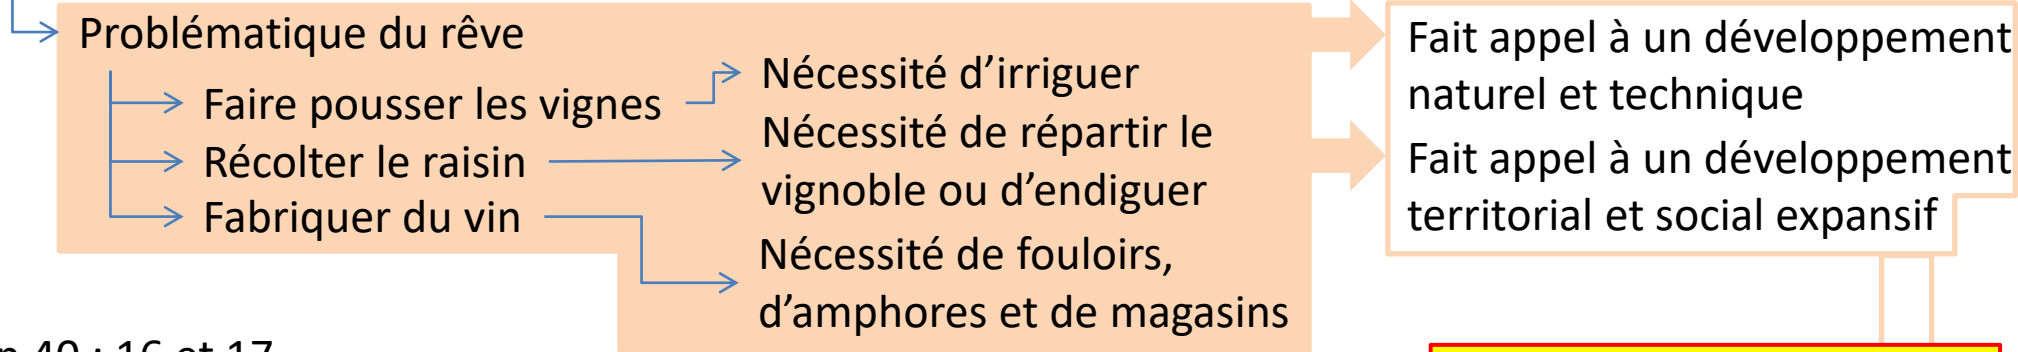 Problématique du rêve
Faire pousser les vignes
Récolter le raisin
Fabriquer du vin
Nécessité d’irriguer
Nécessité de répartir le
vignoble ou d’endiguer
Nécessité de fouloirs,
d’amphores et de magasins
Fait appel à un développement
naturel et technique
Fait appel à un développement
territorial et social expansif